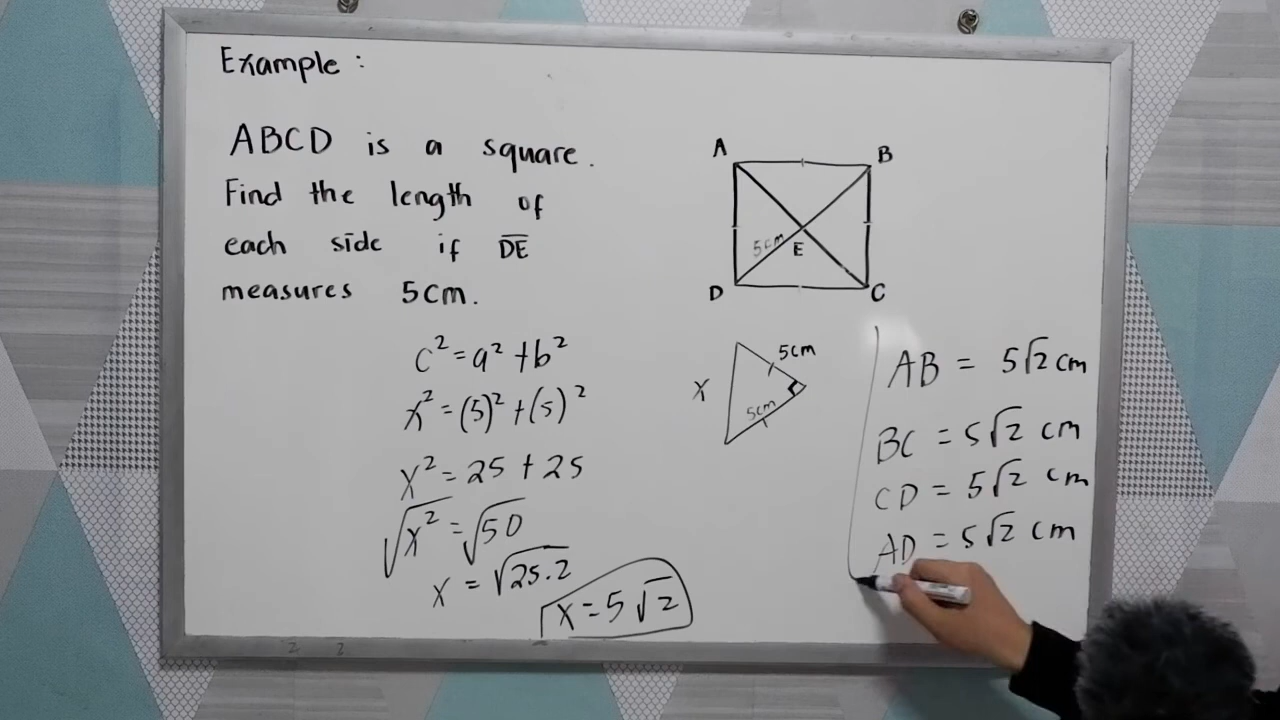 Example :
ABCD is a square.
Find the length of
each side if D̅E̅
measures 5cm.
c² = a² + b²
x² = (5)² + (5)²
x² = 25 + 25
√x² = √50
x = √25.2
x = 5√2
A
B
5cm
E
D
C
5cm
x
5cm
AB = 5√2 cm
BC = 5√2 cm
CD = 5√2 cm
AD = 5√2 cm